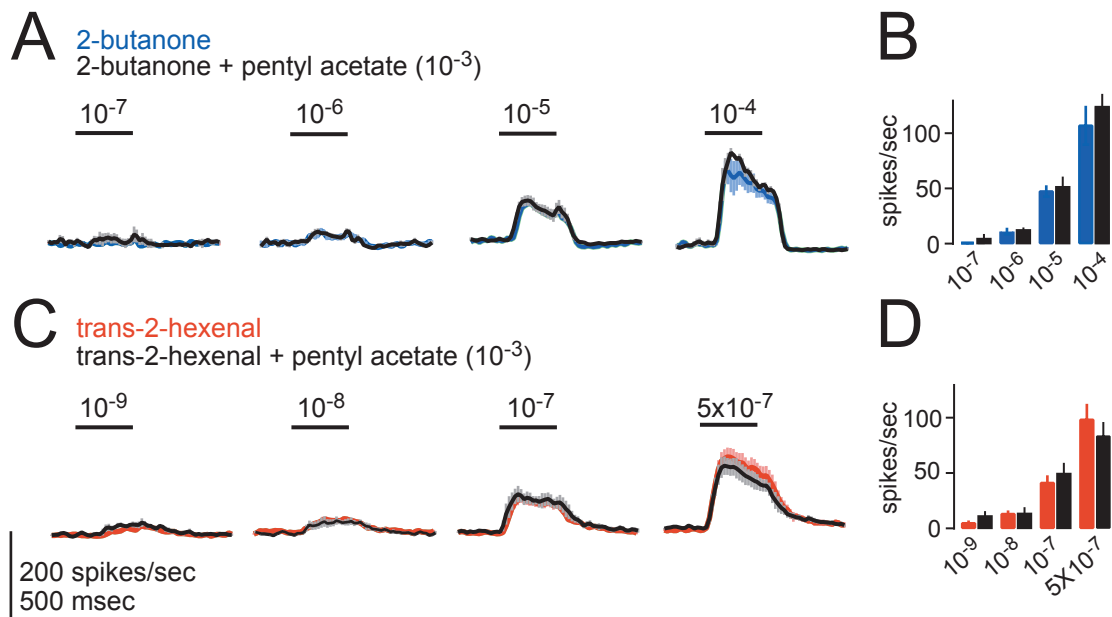 A
2-butanone
2-butanone + pentyl acetate (10⁻³)
10⁻⁷ 10⁻⁶ 10⁻⁵ 10⁻⁴
B
spikes/sec
100
50
0
10⁻⁷ 10⁻⁶ 10⁻⁵ 10⁻⁴
C
trans-2-hexenal
trans-2-hexenal + pentyl acetate (10⁻³)
10⁻⁹ 10⁻⁸ 10⁻⁷ 5x10⁻⁷
200 spikes/sec
500 msec
D
spikes/sec
100
50
0
10⁻⁹ 10⁻⁸ 10⁻⁷ 5X10⁻⁷